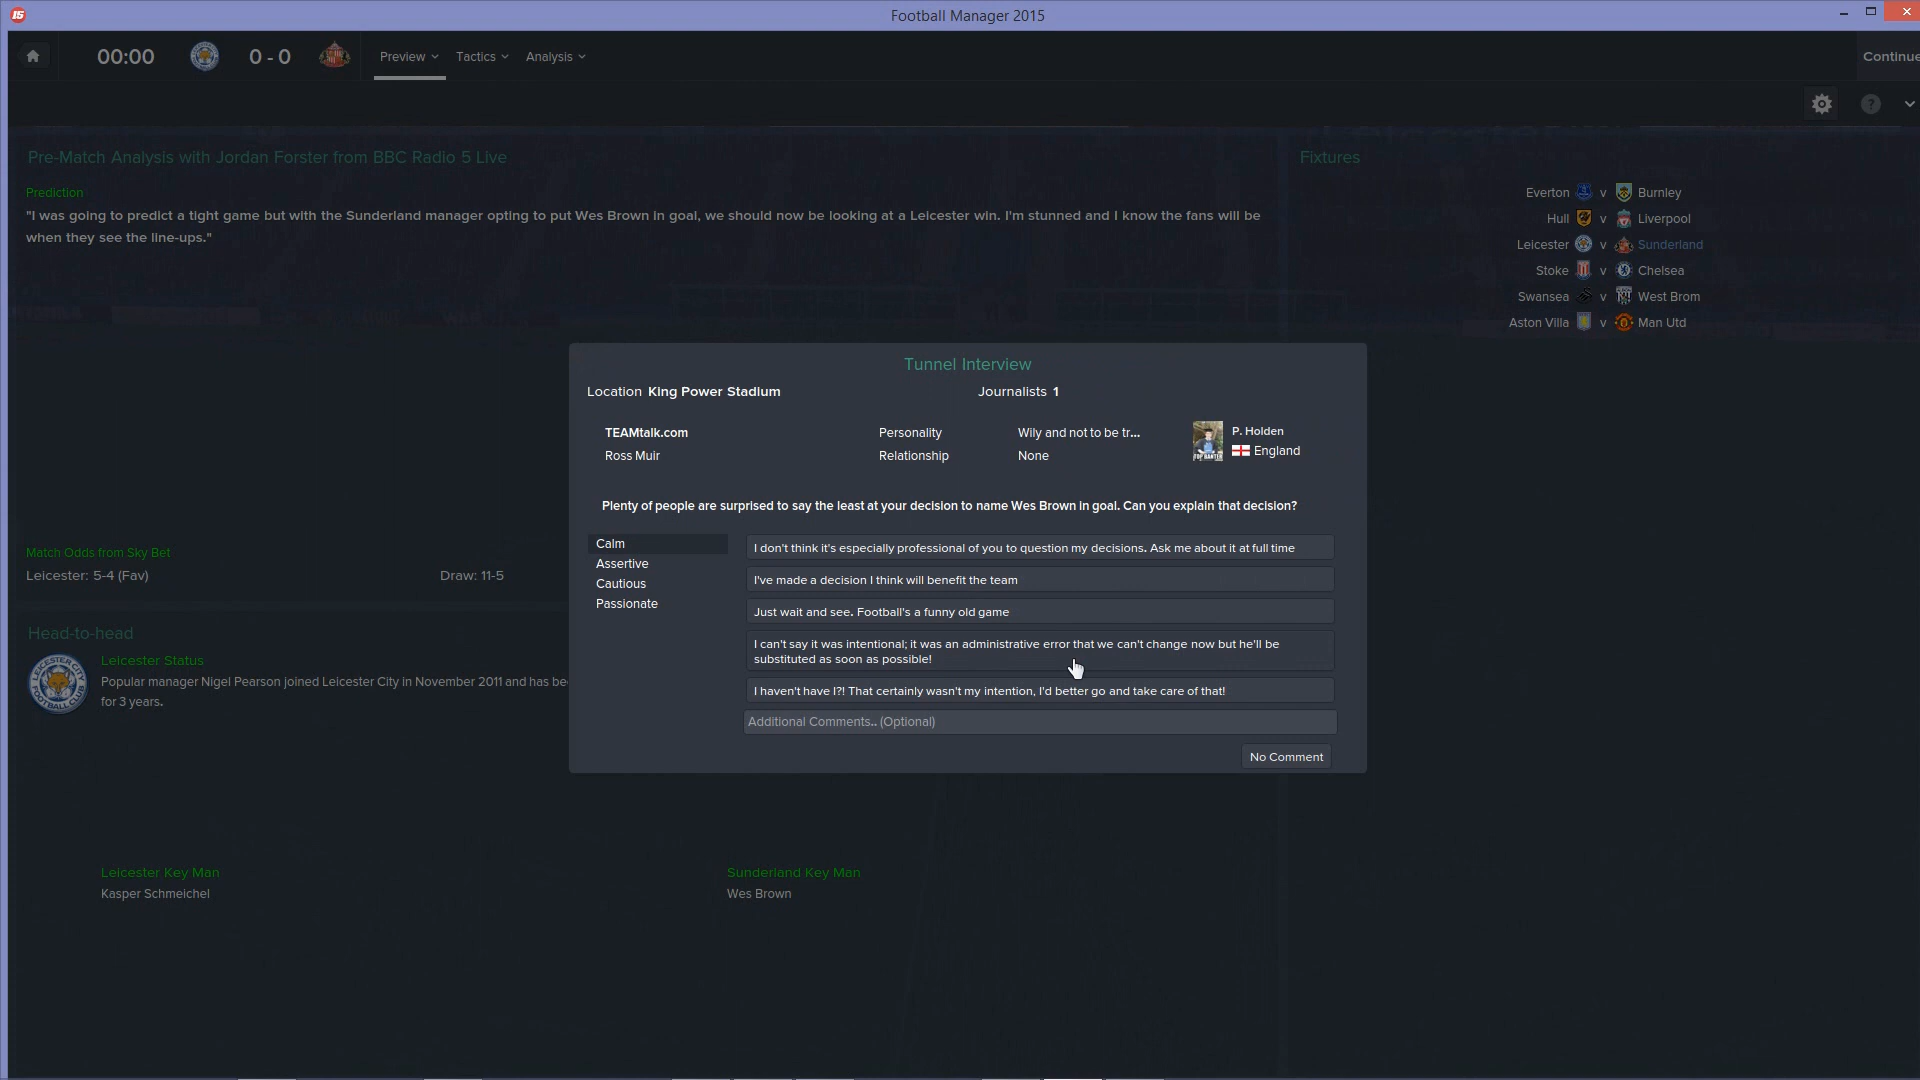 15
Football Manager 2015
00:00
0 - 0
Preview
Tactics
Analysis
Continue
?
Pre-Match Analysis with Jordan Forster from BBC Radio 5 Live
Prediction
"I was going to predict a tight game but with the Sunderland manager opting to put Wes Brown in goal, we should now be looking at a Leicester win. I'm stunned and I know the fans will be
when they see the line-ups."
Fixtures
Everton v Burnley
Hull v Liverpool
Leicester v Sunderland
Stoke v Chelsea
Swansea v West Brom
Aston Villa v Man Utd
Tunnel Interview
Location King Power Stadium
Journalists 1
TEAMtalk.com
Ross Muir
Personality
Wily and not to be tr...
Relationship
None
P. Holden
England
Plenty of people are surprised to say the least at your decision to name Wes Brown in goal. Can you explain that decision?
Calm
Assertive
Cautious
Passionate
I don't think it's especially professional of you to question my decisions. Ask me about it at full time
I've made a decision I think will benefit the team
Just wait and see. Football's a funny old game
I can't say it was intentional; it was an administrative error that we can't change now but he'll be
substituted as soon as possible!
I haven't have I?! That certainly wasn't my intention, I'd better go and take care of that!
Additional Comments.. (Optional)
No Comment
Match Odds from Sky Bet
Leicester: 5-4 (Fav)
Draw: 11-5
Head-to-head
Leicester Status
Popular manager Nigel Pearson joined Leicester City in November 2011 and has be
for 3 years.
Leicester Key Man
Kasper Schmeichel
Sunderland Key Man
Wes Brown